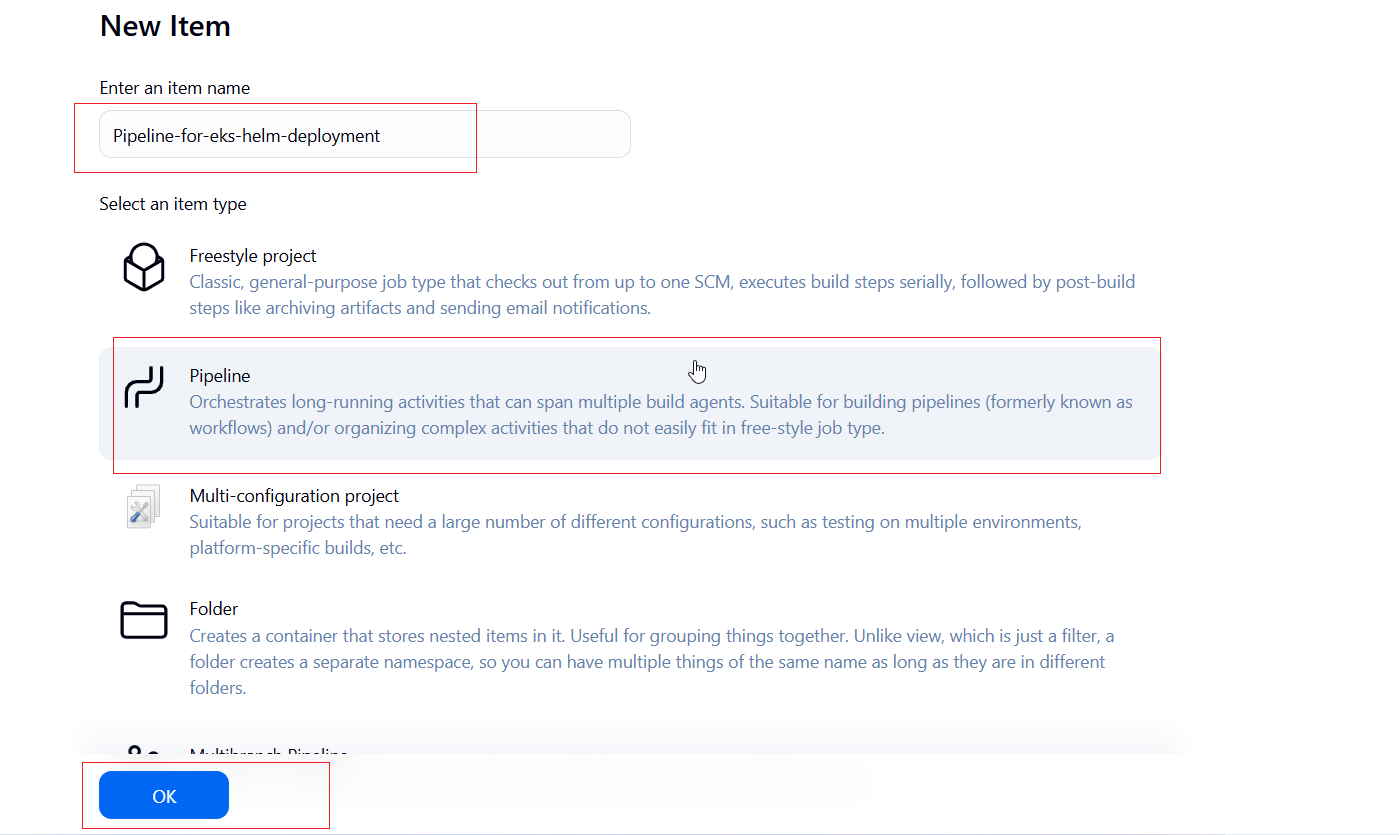 New Item
Enter an item name
Pipeline-for-eks-helm-deployment
Select an item type
Freestyle project
Classic, general-purpose job type that checks out from up to one SCM, executes build steps serially, followed by post-build
steps like archiving artifacts and sending email notifications.
Pipeline
Orchestrates long-running activities that can span multiple build agents. Suitable for building pipelines (formerly known as
workflows) and/or organizing complex activities that do not easily fit in free-style job type.
Multi-configuration project
Suitable for projects that need a large number of different configurations, such as testing on multiple environments,
platform-specific builds, etc.
Folder
Creates a container that stores nested items in it. Useful for grouping things together. Unlike view, which is just a filter, a
folder creates a separate namespace, so you can have multiple things of the same name as long as they are in different
folders.
Multibranch Pipeline
OK